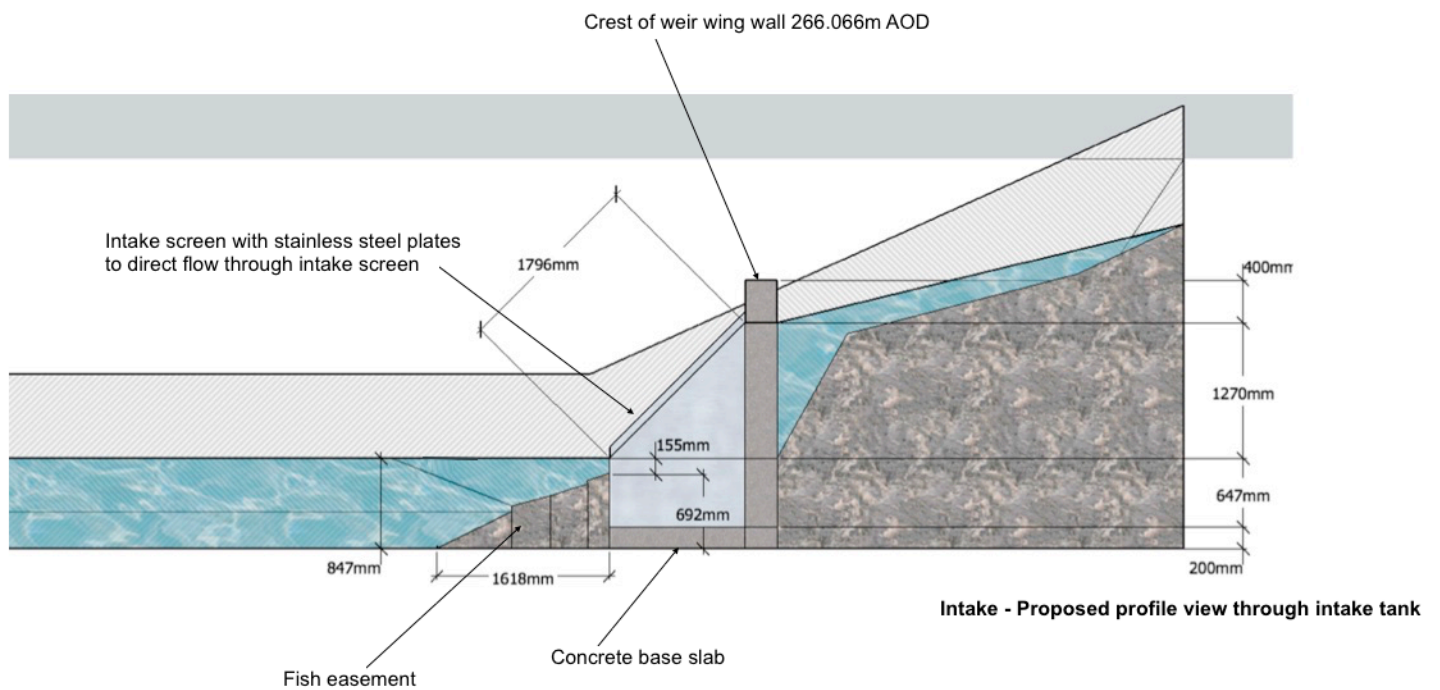 Crest of weir wing wall 266.066m AOD
Intake screen with stainless steel plates
to direct flow through intake screen
1796mm
400mm
1270mm
155mm
647mm
692mm
847mm
1618mm
200mm
Intake - Proposed profile view through intake tank
Concrete base slab
Fish easement